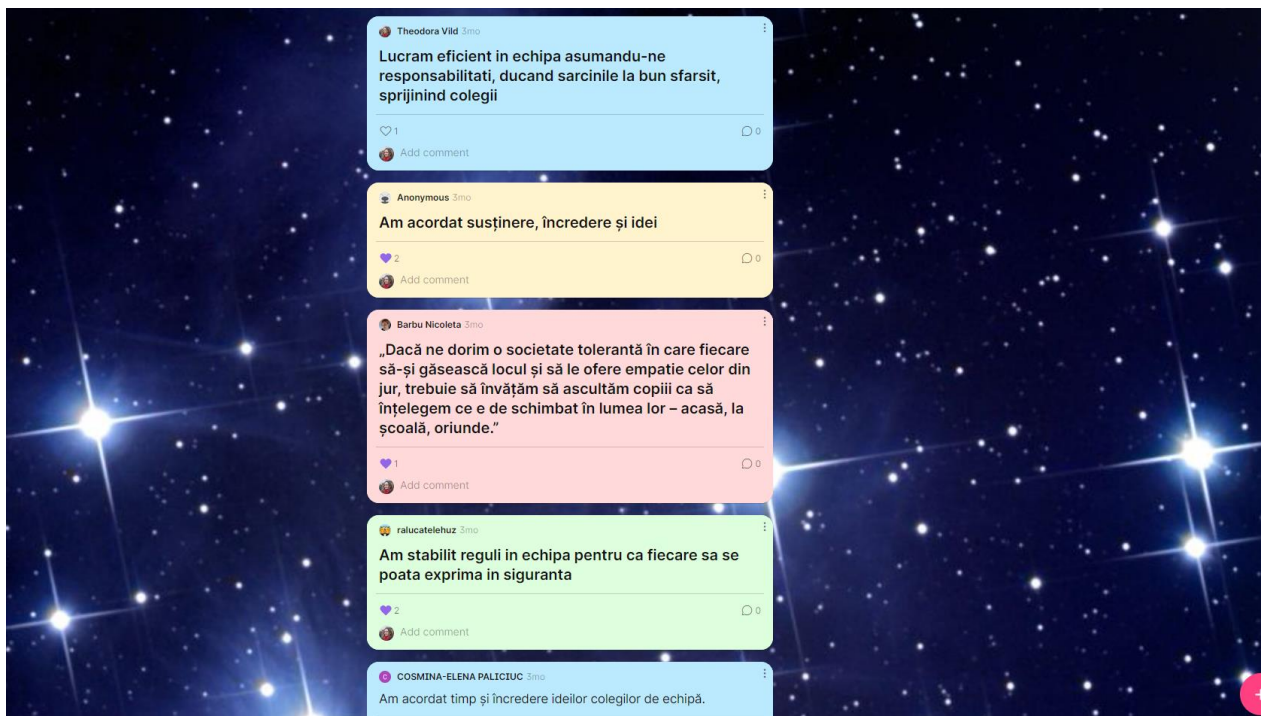 Theodora Vild 3mo
Lucram eficient in echipa asumandu-ne
responsabilitati, ducand sarcinile la bun sfarsit,
sprijinind colegii
1 0
Add comment
Anonymous 3mo
Am acordat susținere, încredere și idei
2 0
Add comment
Barbu Nicoleta 3mo
„Dacă ne dorim o societate tolerantă în care fiecare
să-și găsească locul și să le ofere empatie celor din
jur, trebuie să învățăm să ascultăm copiii ca să
înțelegem ce e de schimbat în lumea lor – acasă, la
școală, oriunde.”
1 0
Add comment
ralucatelehuz 3mo
Am stabilit reguli in echipa pentru ca fiecare sa se
poata exprima in siguranta
2 0
Add comment
C COSMINA-ELENA PALICIUC 3mo
Am acordat timp și încredere ideilor colegilor de echipă.